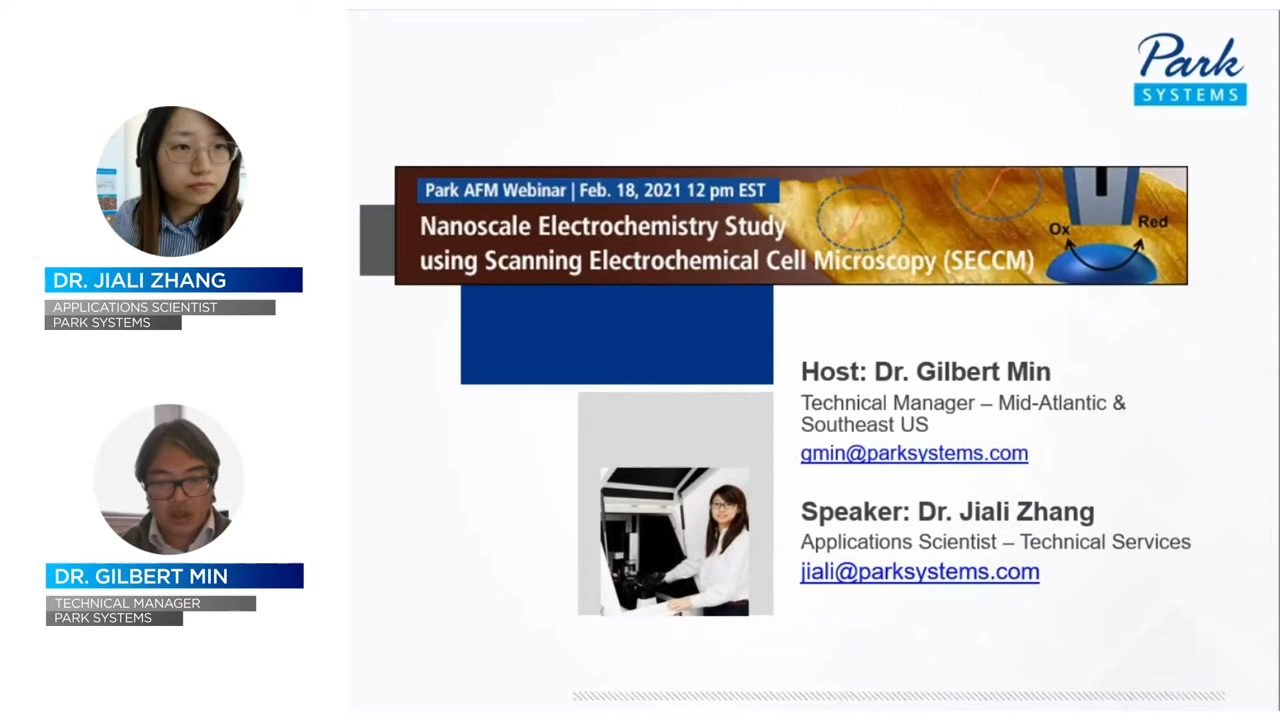 DR. JIALI ZHANG
APPLICATIONS SCIENTIST
PARK SYSTEMS
DR. GILBERT MIN
TECHNICAL MANAGER
PARK SYSTEMS
Park
SYSTEMS
Park AFM Webinar | Feb. 18, 2021 12 pm EST
Nanoscale Electrochemistry Study
using Scanning Electrochemical Cell Microscopy (SECCM)
Ox
Red
Host: Dr. Gilbert Min
Technical Manager – Mid-Atlantic &
Southeast US
gmin@parksystems.com
Speaker: Dr. Jiali Zhang
Applications Scientist – Technical Services
jiali@parksystems.com